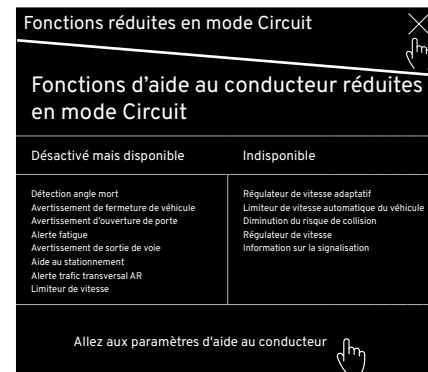 Fonctions réduites en mode Circuit
Fonctions d'aide au conducteur réduites
en mode Circuit
Désactivé mais disponible
Indisponible
Détection angle mort
Avertissement de fermeture de véhicule
Avertissement d'ouverture de porte
Alerte fatigue
Avertissement de sortie de voie
Aide au stationnement
Alerte trafic transversal AR
Limiteur de vitesse
Régulateur de vitesse adaptatif
Limiteur de vitesse automatique du véhicule
Diminution du risque de collision
Régulateur de vitesse
Information sur la signalisation
Allez aux paramètres d'aide au conducteur